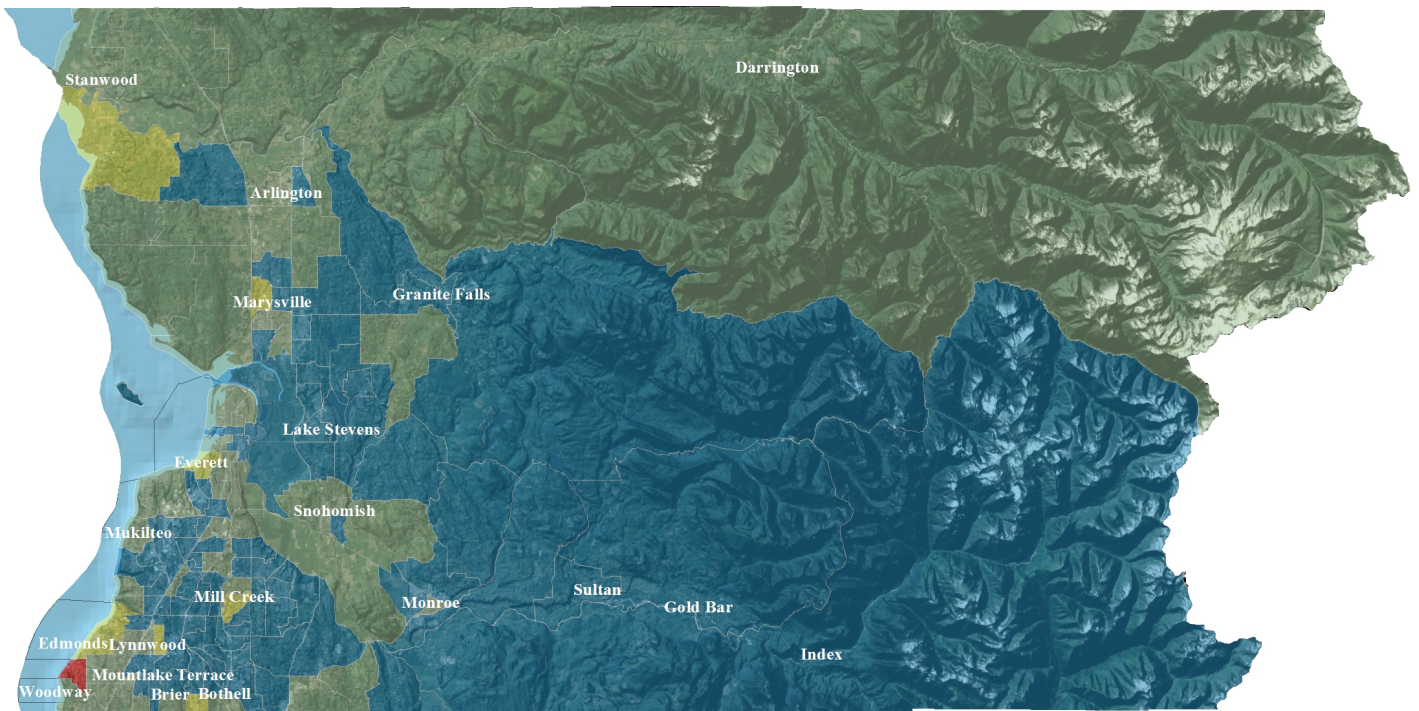 Darrington
Stanwood
Arlington
Granite Falls
Marysville
Lake Stevens
Everett
Snohomish
Mukilteo
Sultan
Mill Creek
Monroe
Gold Bar
Edmonds Lynnwood
Index
Mountlake Terrace
Woodway
Brier Bothell